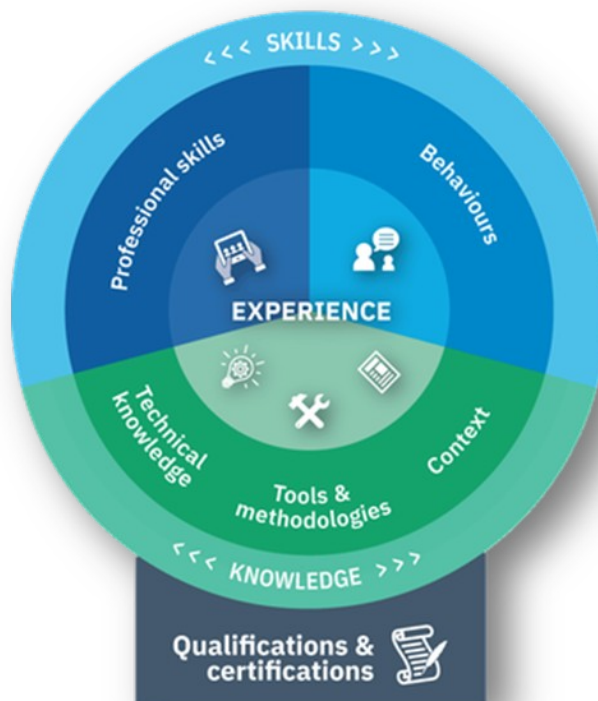 <<< SKILLS >>>
Professional skills
Behaviours
EXPERIENCE
Technical
knowledge
Tools &
methodologies
Context
<<< KNOWLEDGE >>>
Qualifications &
certifications